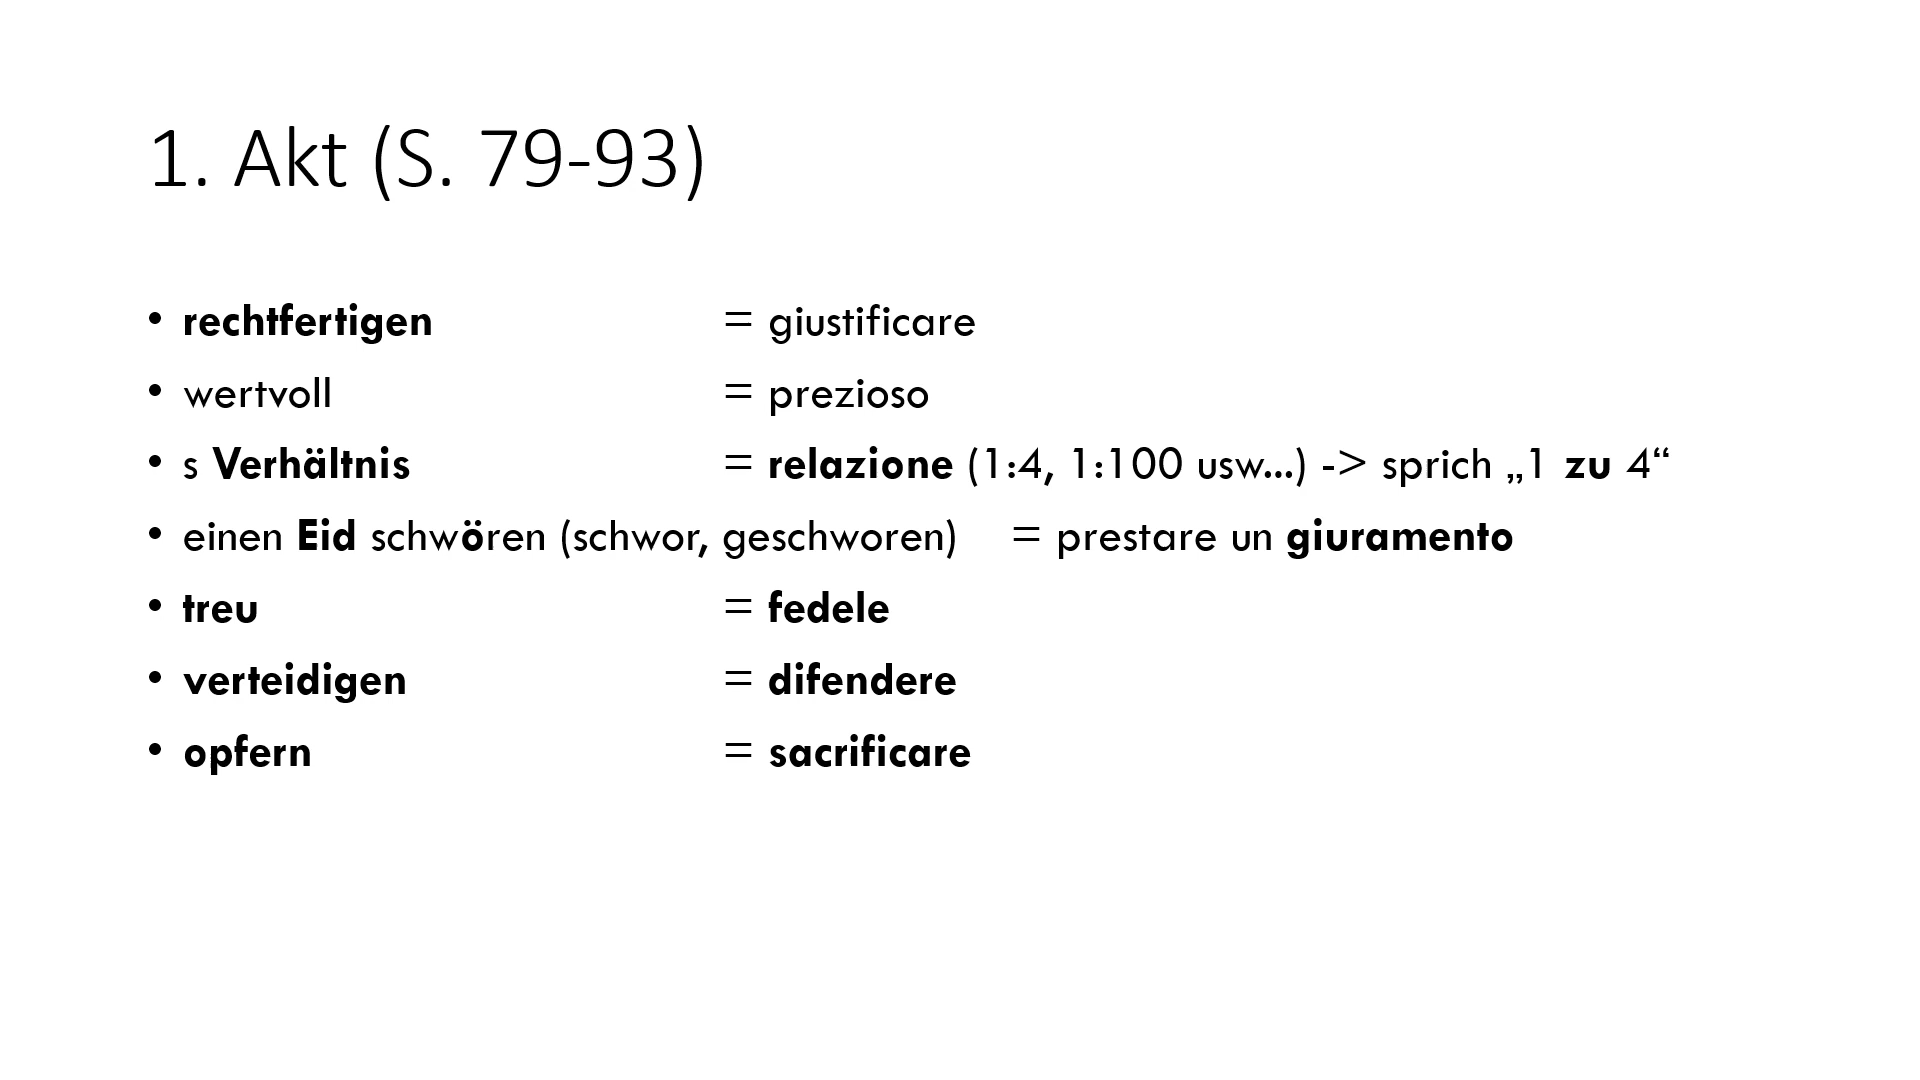 1. Akt (S. 79-93)
• rechtfertigen = giustificare
• wertvoll = prezioso
• s Verhältnis = relazione (1:4, 1:100 usw...) -> sprich „1 zu 4“
• einen Eid schwören (schwor, geschworen) = prestare un giuramento
• treu = fedele
• verteidigen = difendere
• opfern = sacrificare